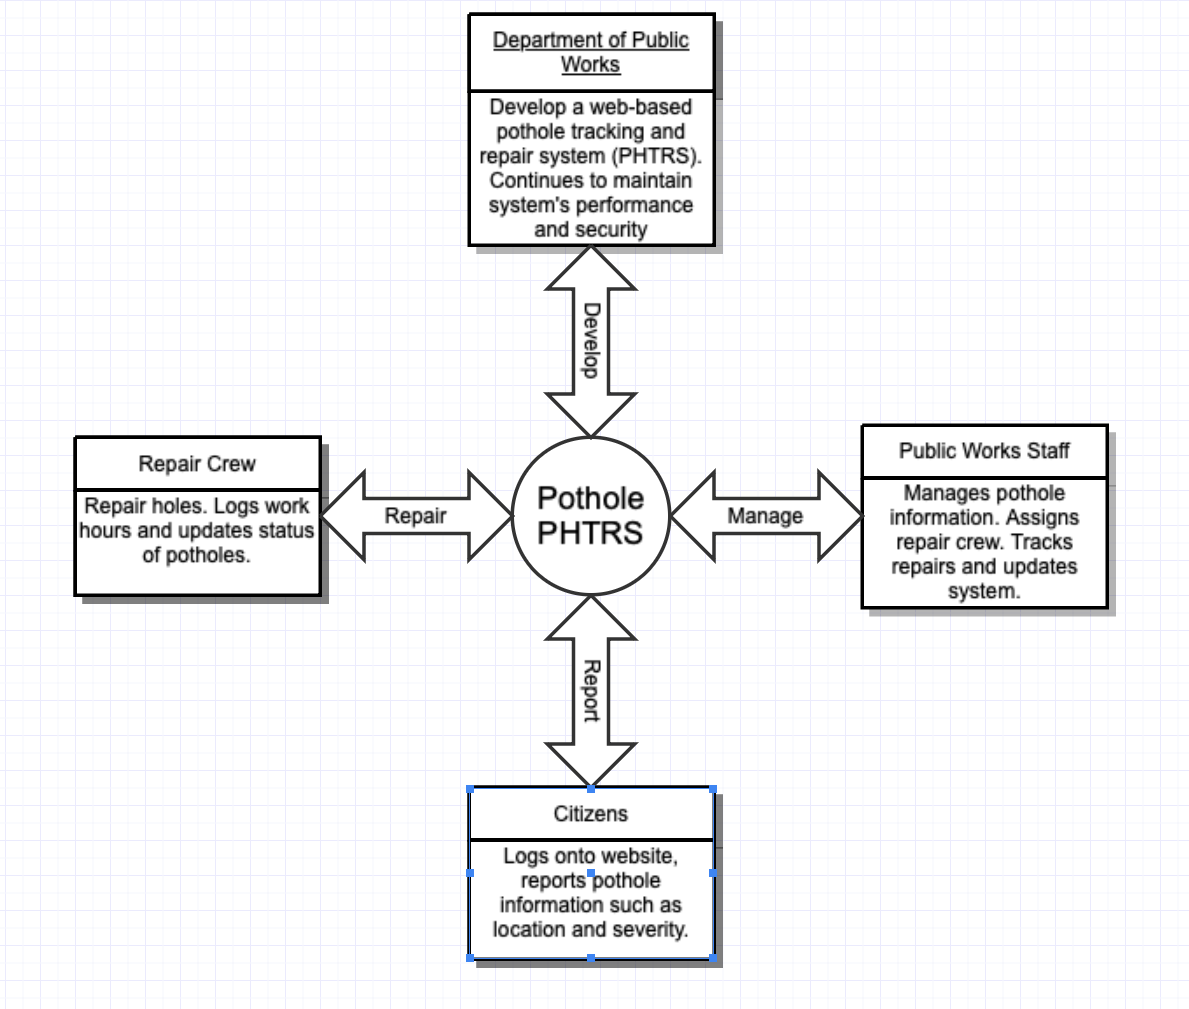 Department of Public
Works
Develop a web-based
pothole tracking and
repair system (PHTRS).
Continues to maintain
system's performance
and security
Develop
Repair Crew
Repair holes. Logs work
hours and updates status
of potholes.
Repair
Pothole
PHTRS
Manage
Public Works Staff
Manages pothole
information. Assigns
repair crew. Tracks
repairs and updates
system.
Report
Citizens
Logs onto website,
reports pothole
information such as
location and severity.